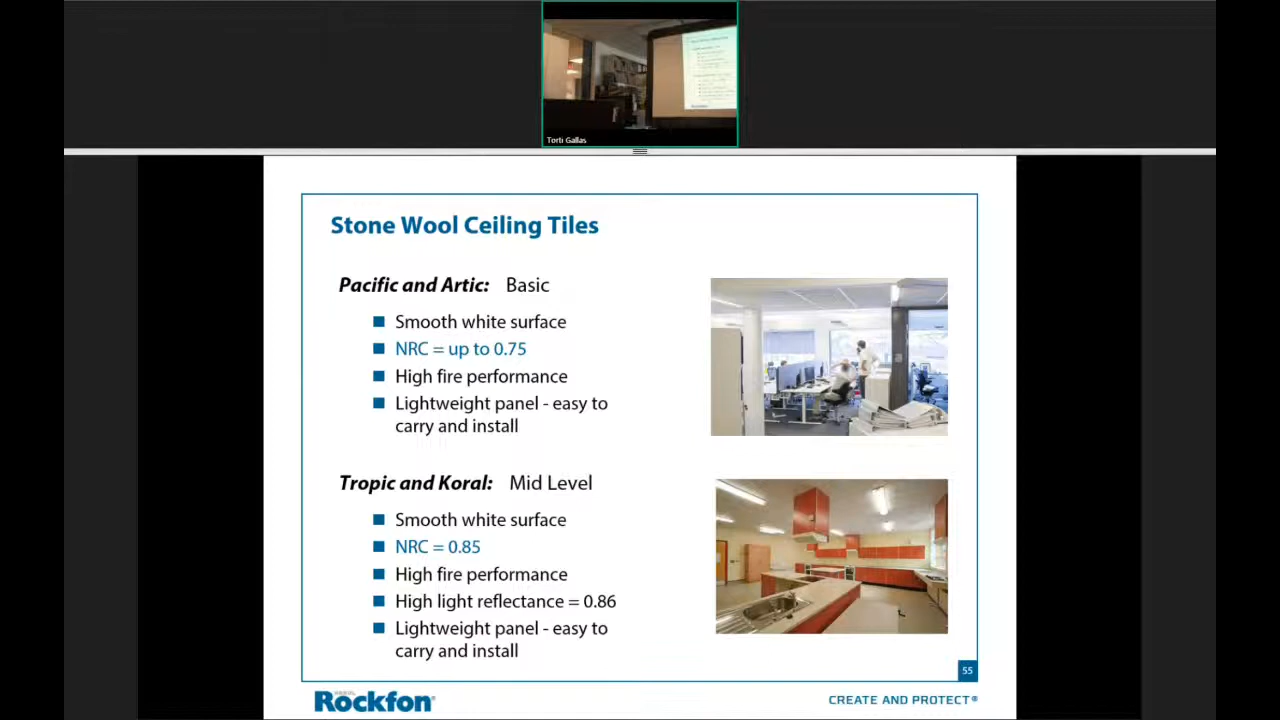 Torti Gallas
Stone Wool Ceiling Tiles
Pacific and Artic: Basic
Smooth white surface
NRC = up to 0.75
High fire performance
Lightweight panel - easy to
carry and install
Tropic and Koral: Mid Level
Smooth white surface
NRC = 0.85
High fire performance
High light reflectance = 0.86
Lightweight panel - easy to
carry and install
55
Rockfon®
CREATE AND PROTECT®